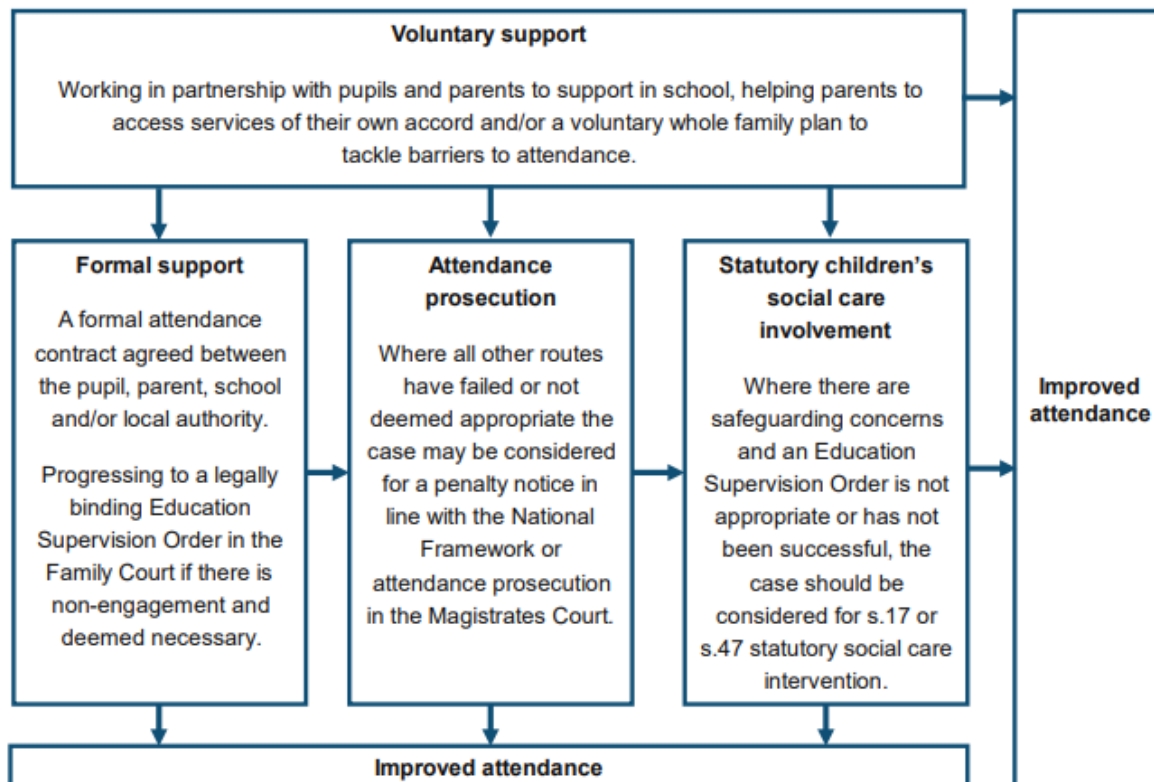 Voluntary support
Working in partnership with pupils and parents to support in school, helping parents to
access services of their own accord and/or a voluntary whole family plan to
tackle barriers to attendance.
Formal support
A formal attendance
contract agreed between
the pupil, parent, school
and/or local authority.
Progressing to a legally
binding Education
Supervision Order in the
Family Court if there is
non-engagement and
deemed necessary.
Attendance
prosecution
Where all other routes
have failed or not
deemed appropriate the
case may be considered
for a penalty notice in
line with the National
Framework or
attendance prosecution
in the Magistrates Court.
Statutory children’s
social care
involvement
Where there are
safeguarding concerns
and an Education
Supervision Order is not
appropriate or has not
been successful, the
case should be
considered for s.17 or
s.47 statutory social care
intervention.
Improved
attendance
Improved attendance